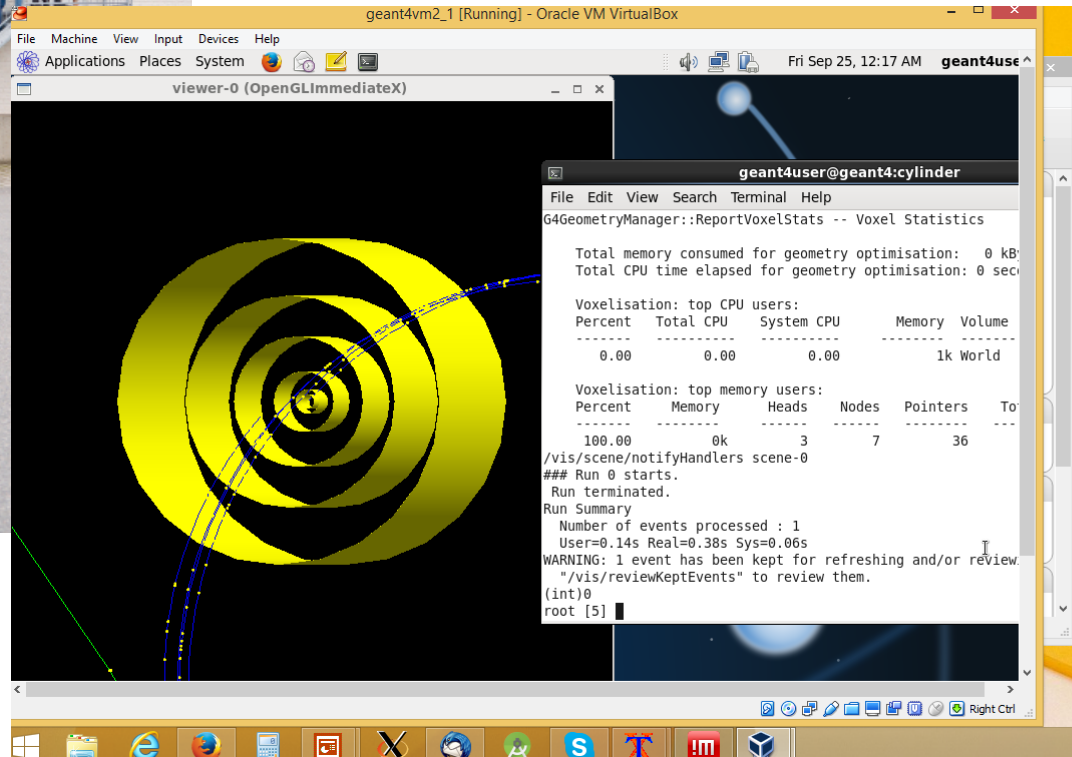 geant4vm2_1 [Running] - Oracle VM VirtualBox
File Machine View Input Devices Help
Applications Places System Fri Sep 25, 12:17 AM geant4use
viewer-0 (OpenGLImmediateX)
geant4user@geant4:cylinder
File Edit View Search Terminal Help
G4GeometryManager::ReportVoxelStats -- Voxel Statistics
Total memory consumed for geometry optimisation: 0 kB
Total CPU time elapsed for geometry optimisation: 0 sec
Voxelisation: top CPU users:
Percent Total CPU System CPU Memory Volume
------- ---------- ---------- -------- ------
0.00 0.00 0.00 1k World
Voxelisation: top memory users:
Percent Memory Heads Nodes Pointers To
------- -------- ------ ------ -------- ---
100.00 0k 3 7 36
/vis/scene/notifyHandlers scene-0
### Run 0 starts.
Run terminated.
Run Summary
Number of events processed : 1
User=0.14s Real=0.38s Sys=0.06s
WARNING: 1 event has been kept for refreshing and/or review
"/vis/reviewKeptEvents" to review them.
(int)0
root [5]
Right Ctrl
!m